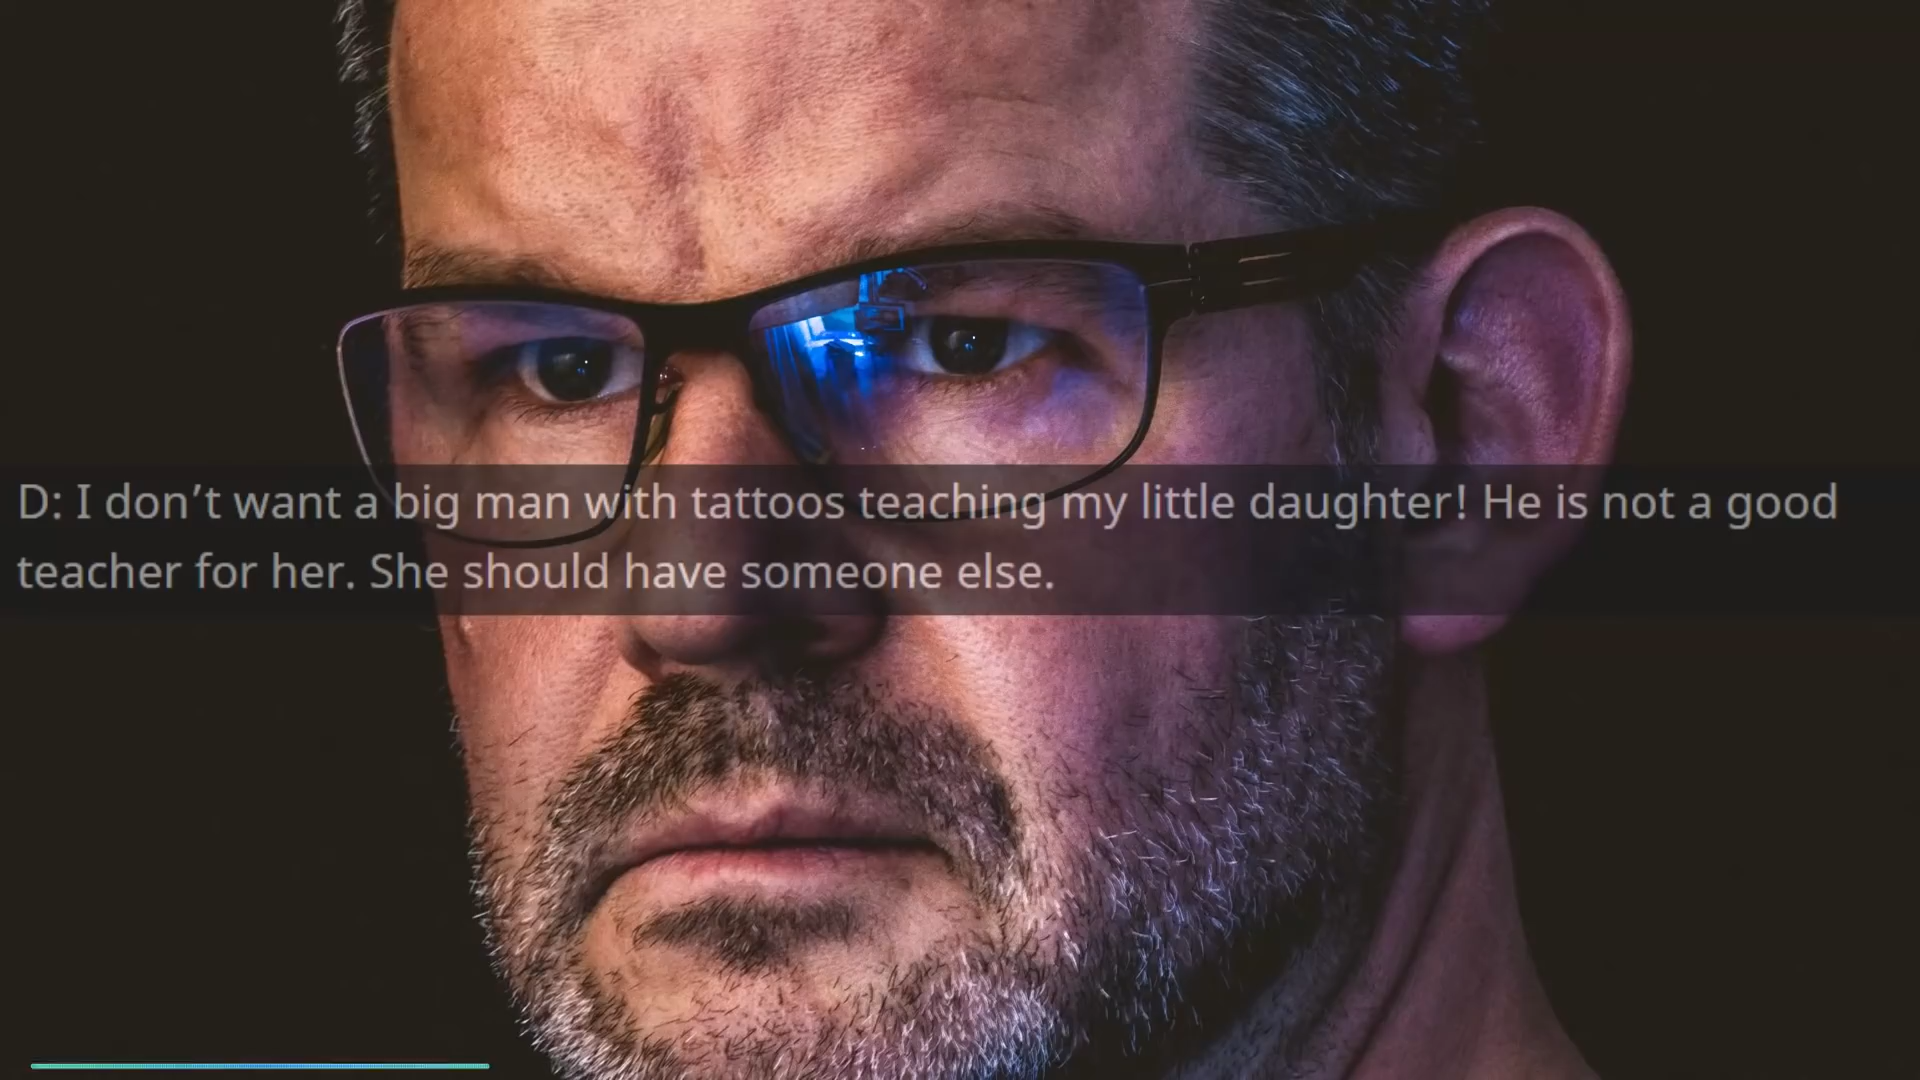 D: I don’t want a big man with tattoos teaching my little daughter! He is not a good
teacher for her. She should have someone else.